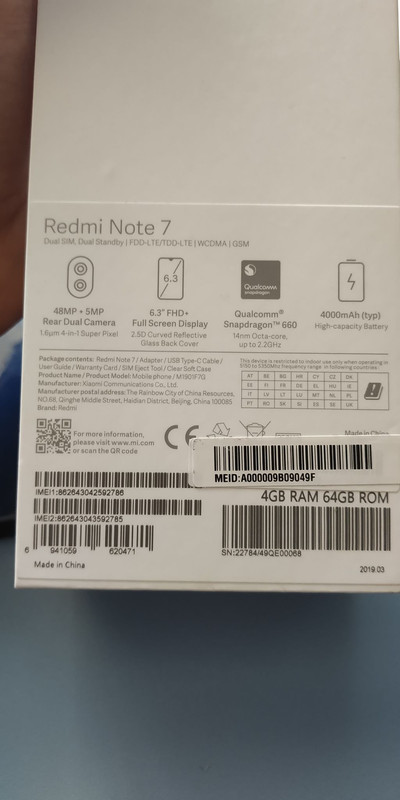 Redmi Note 7
Dual SIM, Dual Standby | FDD-LTE/TDD-LTE | WCDMA | GSM
6.3
Qualcomm
snapdragon
48MP + 5MP
Rear Dual Camera
1.6μm 4-in-1 Super Pixel
6.3" FHD+
Full Screen Display
2.5D Curved Reflective
Glass Back Cover
Qualcomm®
Snapdragon™ 660
14nm Octa-core,
up to 2.2GHz
4000mAh (typ)
High-capacity Battery
Package contents: Redmi Note 7 / Adapter / USB Type-C Cable /
User Guide / Warranty Card / SIM Eject Tool / Clear Soft Case
Product Name / Product Model: Mobile phone / M1901F7G
Manufacturer: Xiaomi Communications Co., Ltd.
Manufacturer postal address: The Rainbow City of China Resources,
NO.68, Qinghe Middle Street, Haidian District, Beijing, China 100085
Brand: Redmi
This device is restricted to indoor use only when operating in
5150 to 5350MHz frequency range in following countries:
AT BE BG HR CY CZ DK
EE FI FR DE EL HU IE
IT LV LT LU MT NL PL
PT RO SK SI ES SE UK
For more information,
please visit www.mi.com
or scan the QR code
CE
Made in China
MEID:A000009B09049F
IMEI1:862643042592786
4GB RAM 64GB ROM
IMEI2:862643043592785
6 941059 620471
SN:22784/49QE00068
Made in China
2019.03